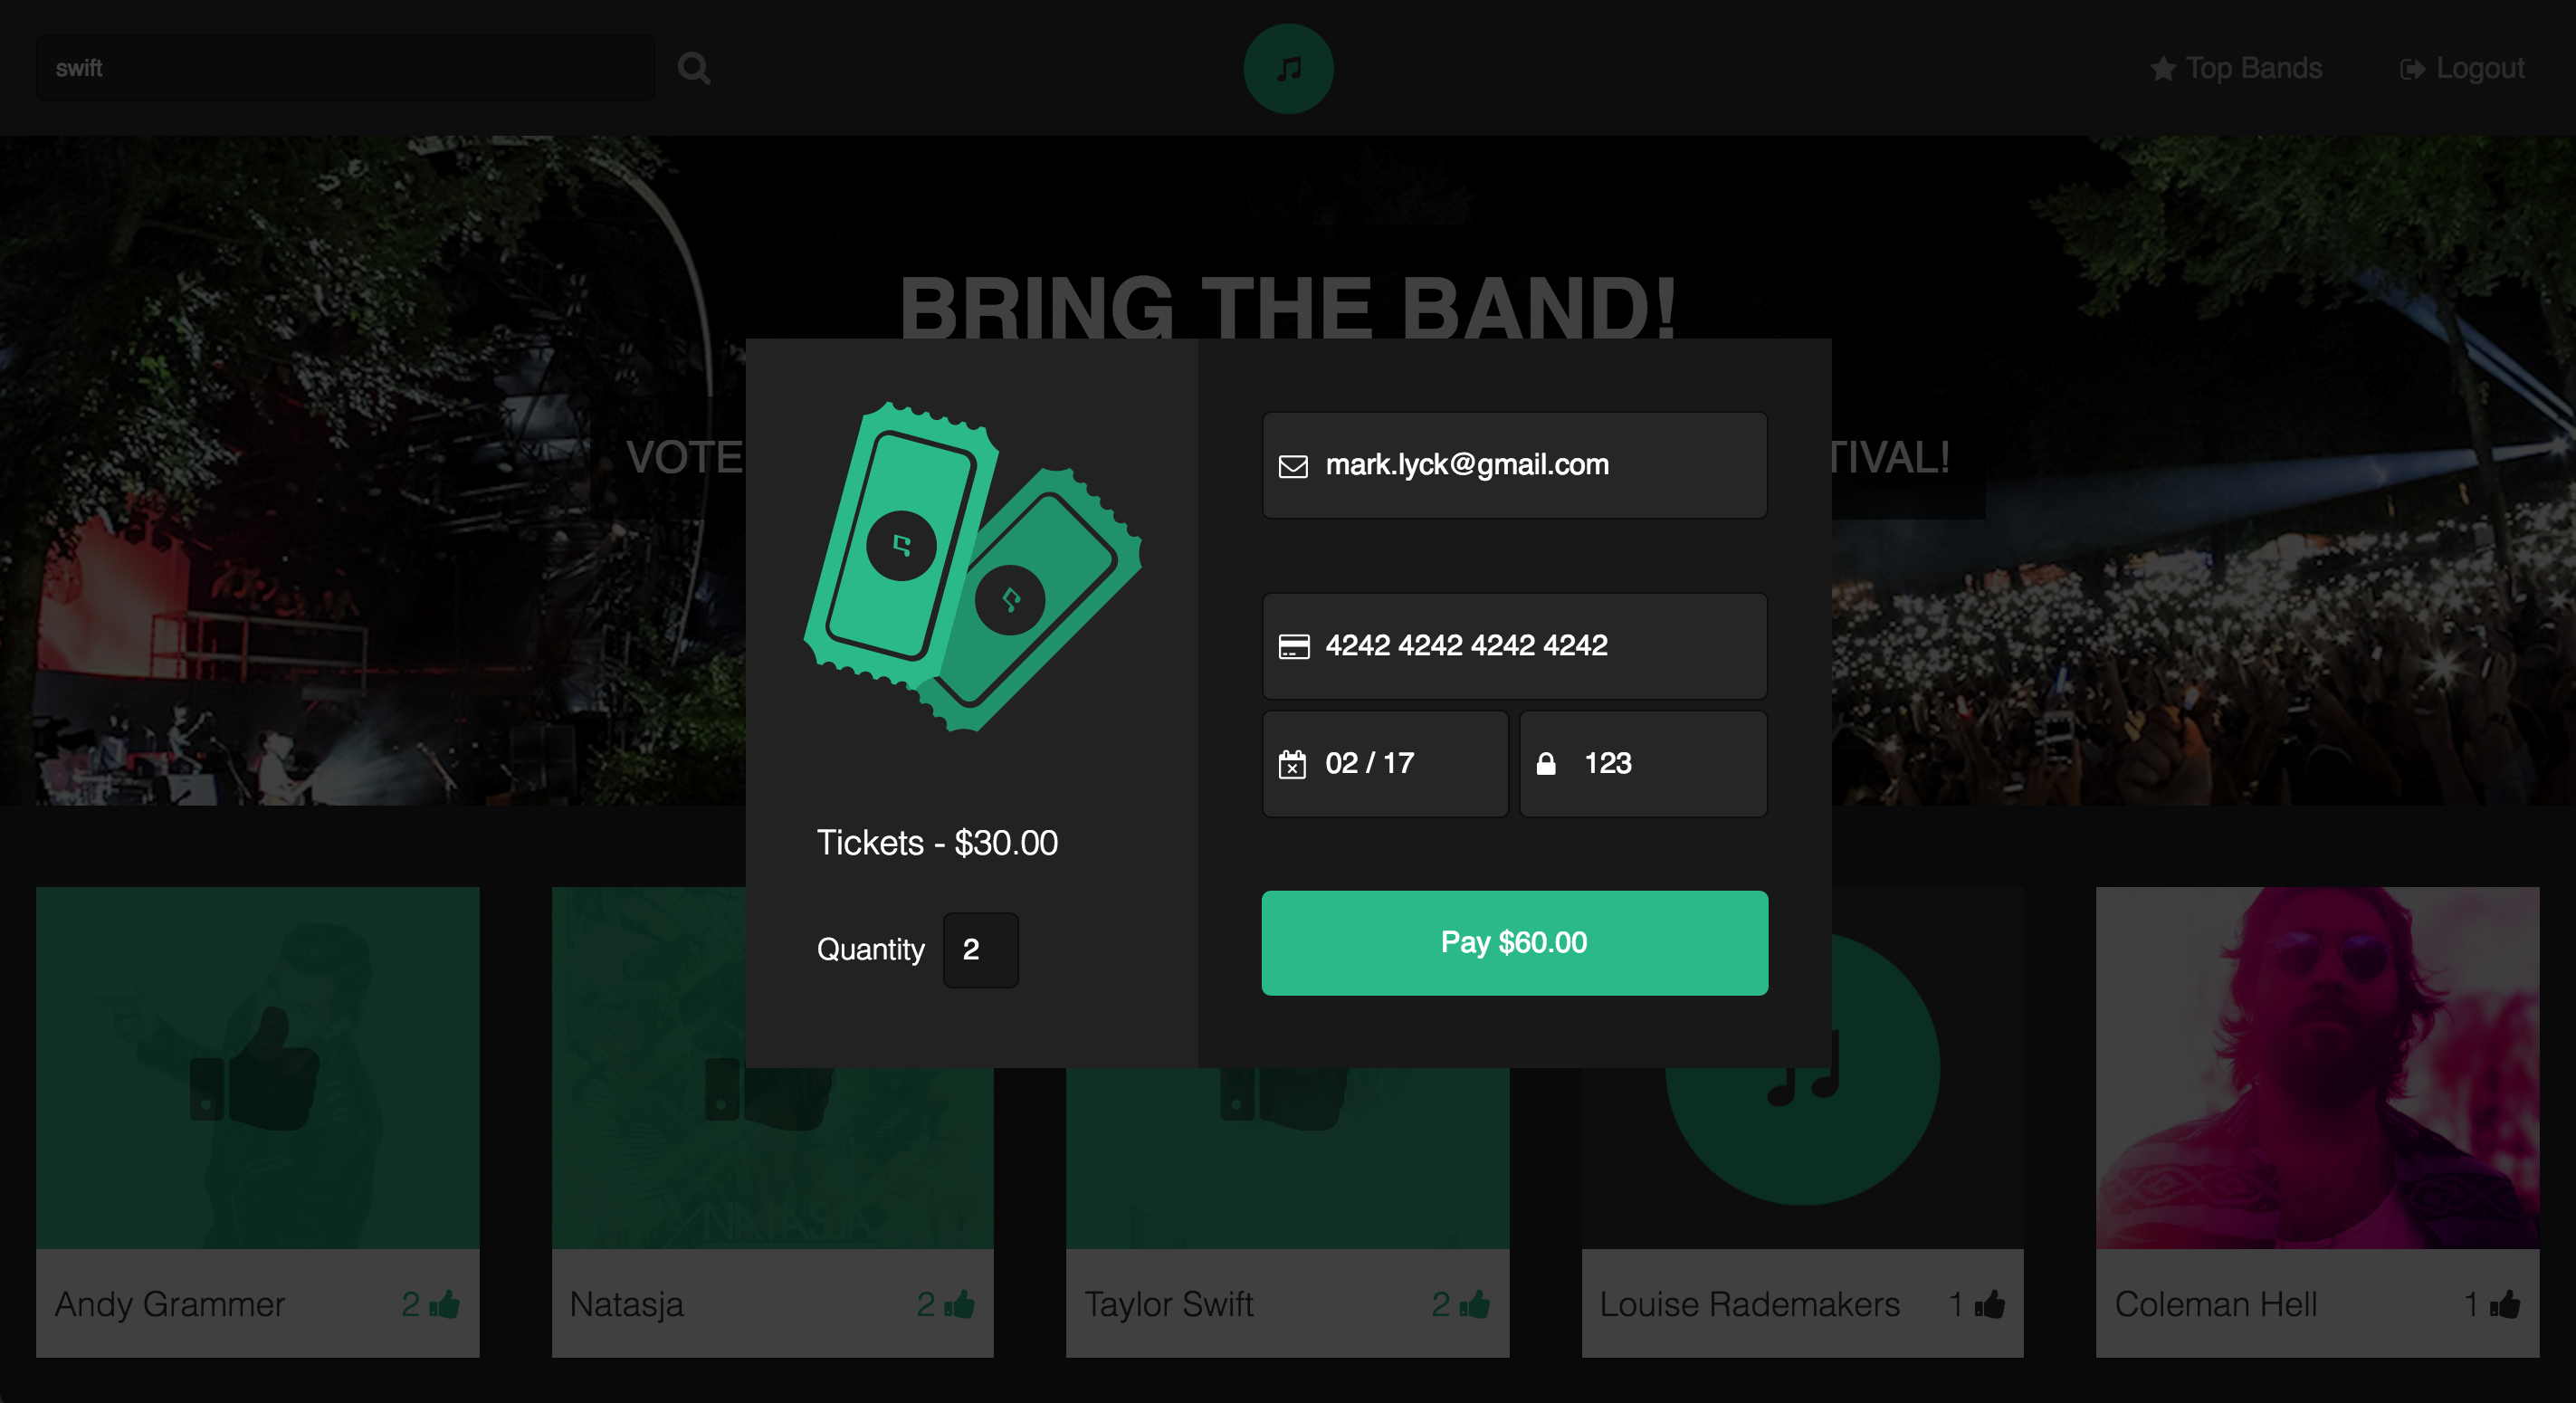 swift
Top Bands
Logout
BRING THE BAND!
VOTE
TIVAL!
mark.lyck@gmail.com
4242 4242 4242 4242
02 / 17
123
Tickets - $30.00
Quantity 2
Pay $60.00
NATASJA
Andy Grammer 2
Natasja 2
Taylor Swift 2
Louise Rademakers 1
Coleman Hell 1